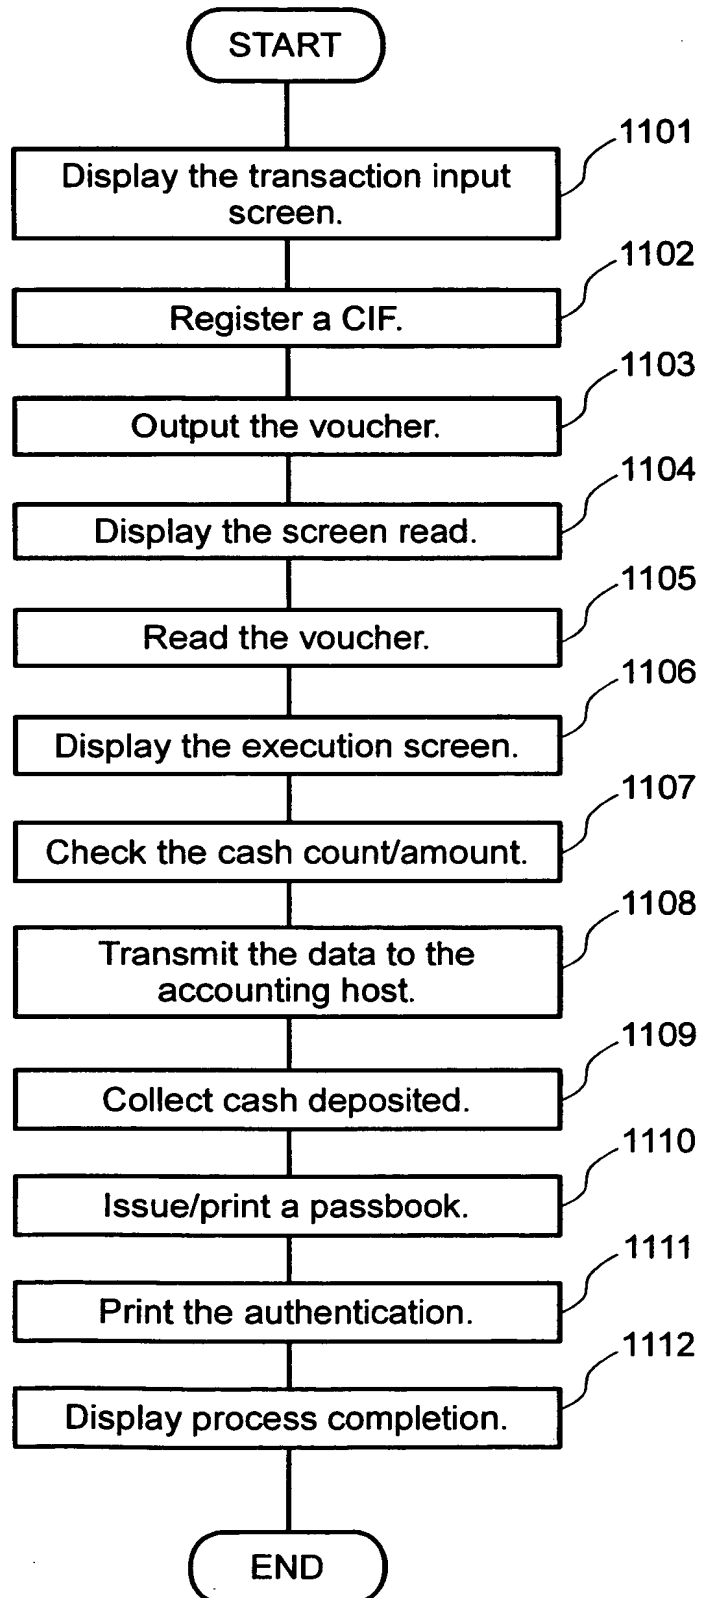 START
1101
Display the transaction input
screen.
1102
Register a CIF.
1103
Output the voucher.
1104
Display the screen read.
1105
Read the voucher.
1106
Display the execution screen.
1107
Check the cash count/amount.
1108
Transmit the data to the
accounting host.
1109
Collect cash deposited.
1110
Issue/print a passbook.
1111
Print the authentication.
1112
Display process completion.
END